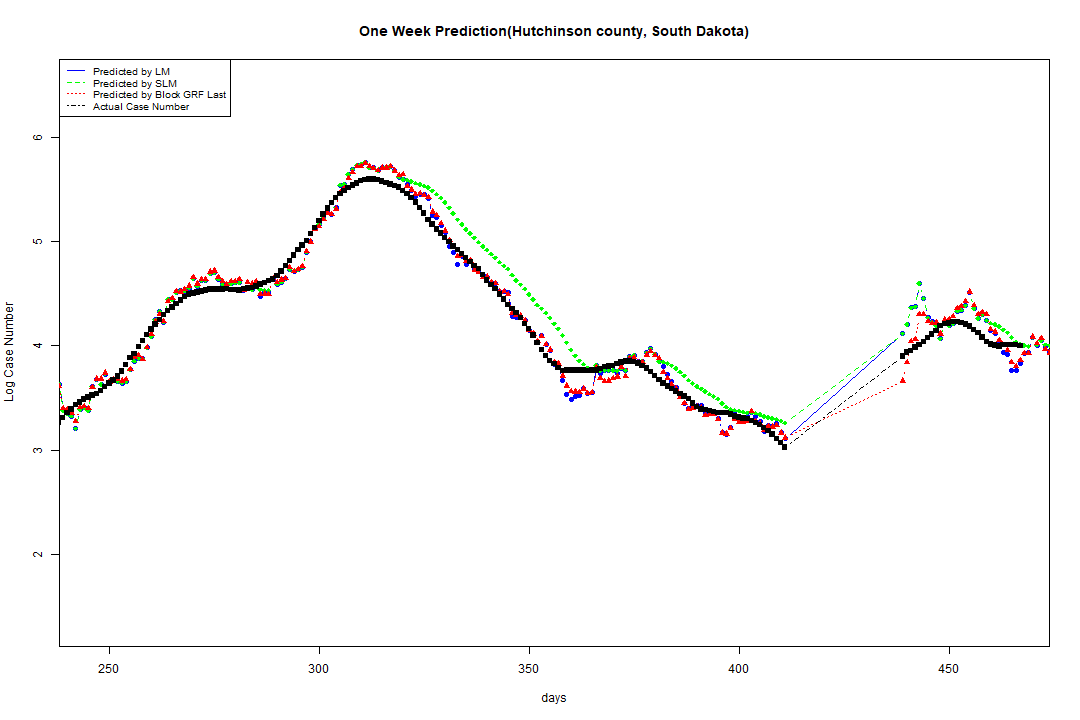 One Week Prediction(Hutchinson county, South Dakota)
Predicted by LM
Predicted by SLM
Predicted by Block GRF Last
Actual Case Number
6
5
4
3
2
Log Case Number
250
300
350
400
450
days